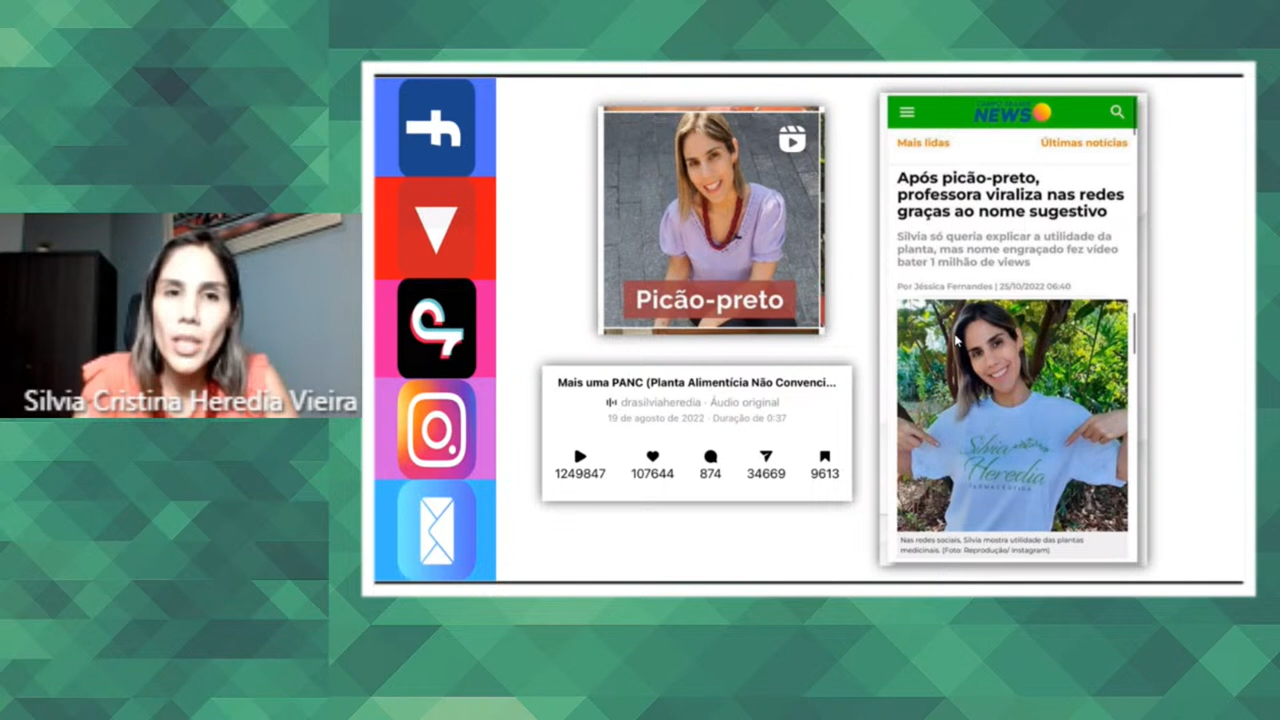 Silvia Cristina Heredia Vieira
Picão-preto
Mais uma PANC (Planta Alimentícia Não Convenci...
drasilviaheredia · Áudio original
19 de agosto de 2022 · Duração de 0:37
1249847 107644 874 34669 9613
CAMPO GRANDE
NEWS
Mais lidas Últimas notícias
Após picão-preto,
professora viraliza nas redes
graças ao nome sugestivo
Silvia só queria explicar a utilidade da
planta, mas nome engraçado fez vídeo
bater 1 milhão de views
Por Jéssica Fernandes | 25/10/2022 06:40
Silvia
Heredia
FARMACÊUTICA
Nas redes sociais, Silvia mostra utilidade das plantas
medicinais. (Foto: Reprodução/ Instagram)